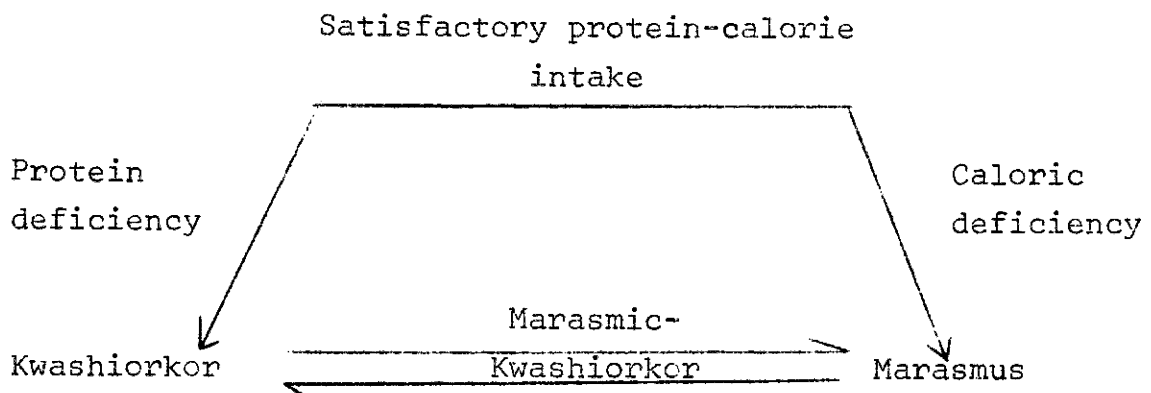 Satisfactory protein-calorie
intake
Protein
deficiency
Caloric
deficiency
Marasmic-
Kwashiorkor
Kwashiorkor
Marasmus